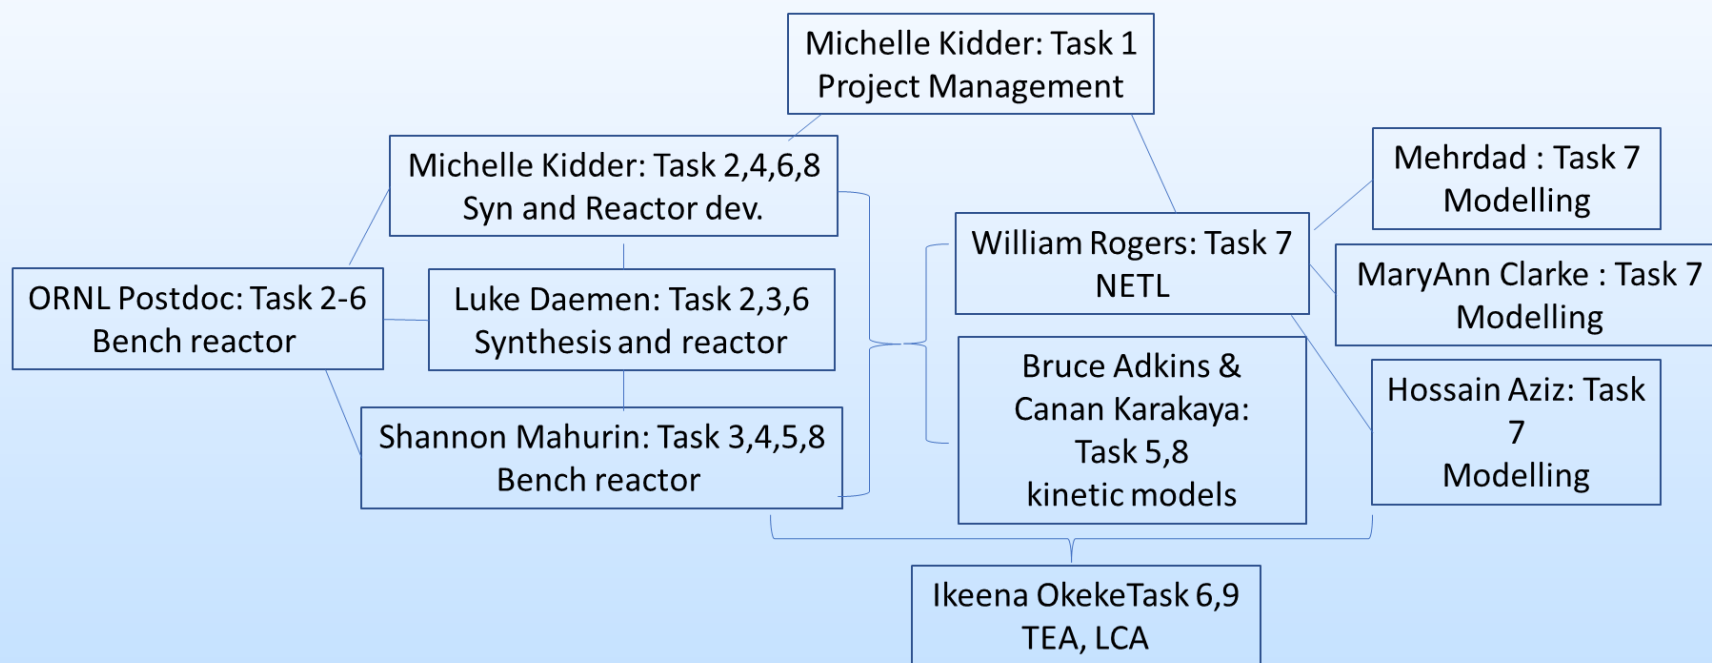 Michelle Kidder: Task 1
Project Management
Michelle Kidder: Task 2,4,6,8
Syn and Reactor dev.
Mehrdad : Task 7
Modelling
William Rogers: Task 7
NETL
ORNL Postdoc: Task 2-6
Bench reactor
Luke Daemen: Task 2,3,6
Synthesis and reactor
MaryAnn Clarke : Task 7
Modelling
Bruce Adkins &
Canan Karakaya:
Task 5,8
kinetic models
Hossain Aziz: Task
7
Modelling
Shannon Mahurin: Task 3,4,5,8
Bench reactor
Ikeena OkekeTask 6,9
TEA, LCA